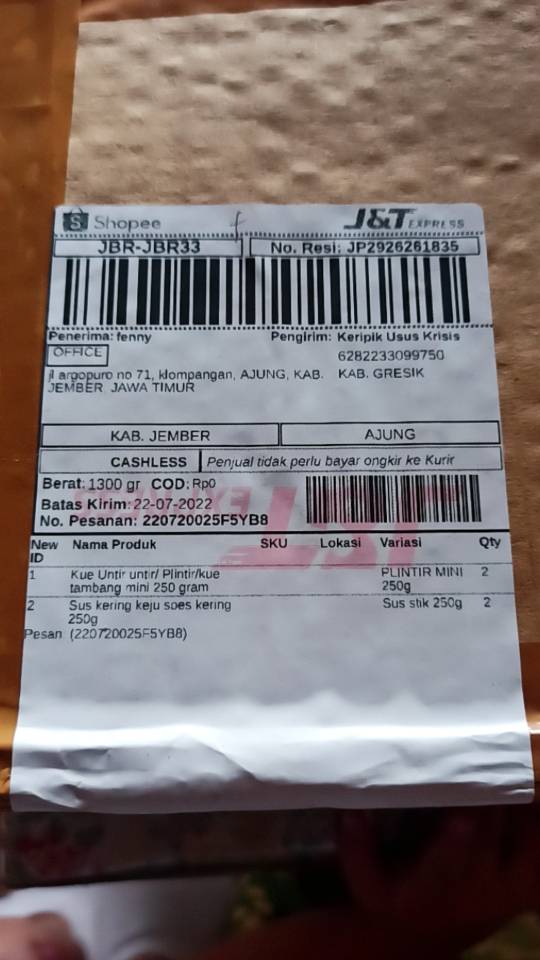 Shopee
J&T EXPRESS
JBR-JBR33
No. Resi: JP2926261835
Penerima: fenny
OFFICE
jl argopuro no 71, klompangan, AJUNG, KAB.
JEMBER, JAWA TIMUR
Pengirim: Keripik Usus Krisis
6282233099750
KAB. GRESIK
KAB. JEMBER
AJUNG
CASHLESS
Penjual tidak perlu bayar ongkir ke Kurir
Berat: 1300 gr COD: Rp0
Batas Kirim: 22-07-2022
No. Pesanan: 220720025F5YB8
New ID Nama Produk SKU Lokasi Variasi Qty
1 Kue Untir untir/ Plintir/kue tambang mini 250 gram PLINTIR MINI 250g 2
2 Sus kering keju soes kering 250g Sus stik 250g 2
Pesan: (220720025F5YB8)